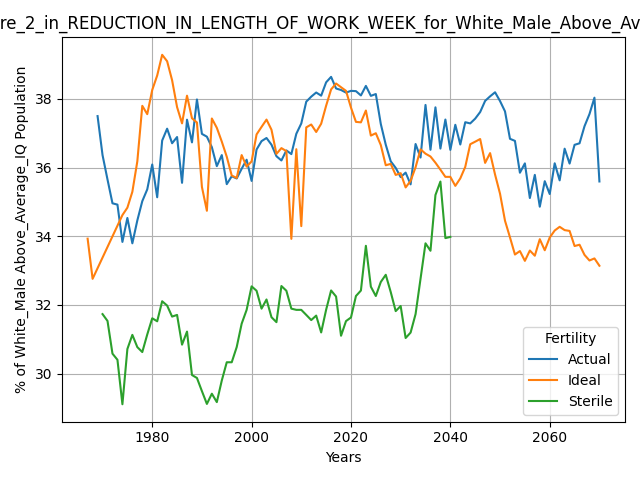 re_2_in_REDUCTION_IN_LENGTH_OF_WORK_WEEK_for_White_Male_Above_Av
% of White_Male Above_Average_IQ Population
38
36
34
32
30
1980
2000
2020
2040
2060
Years
Fertility
Actual
Ideal
Sterile